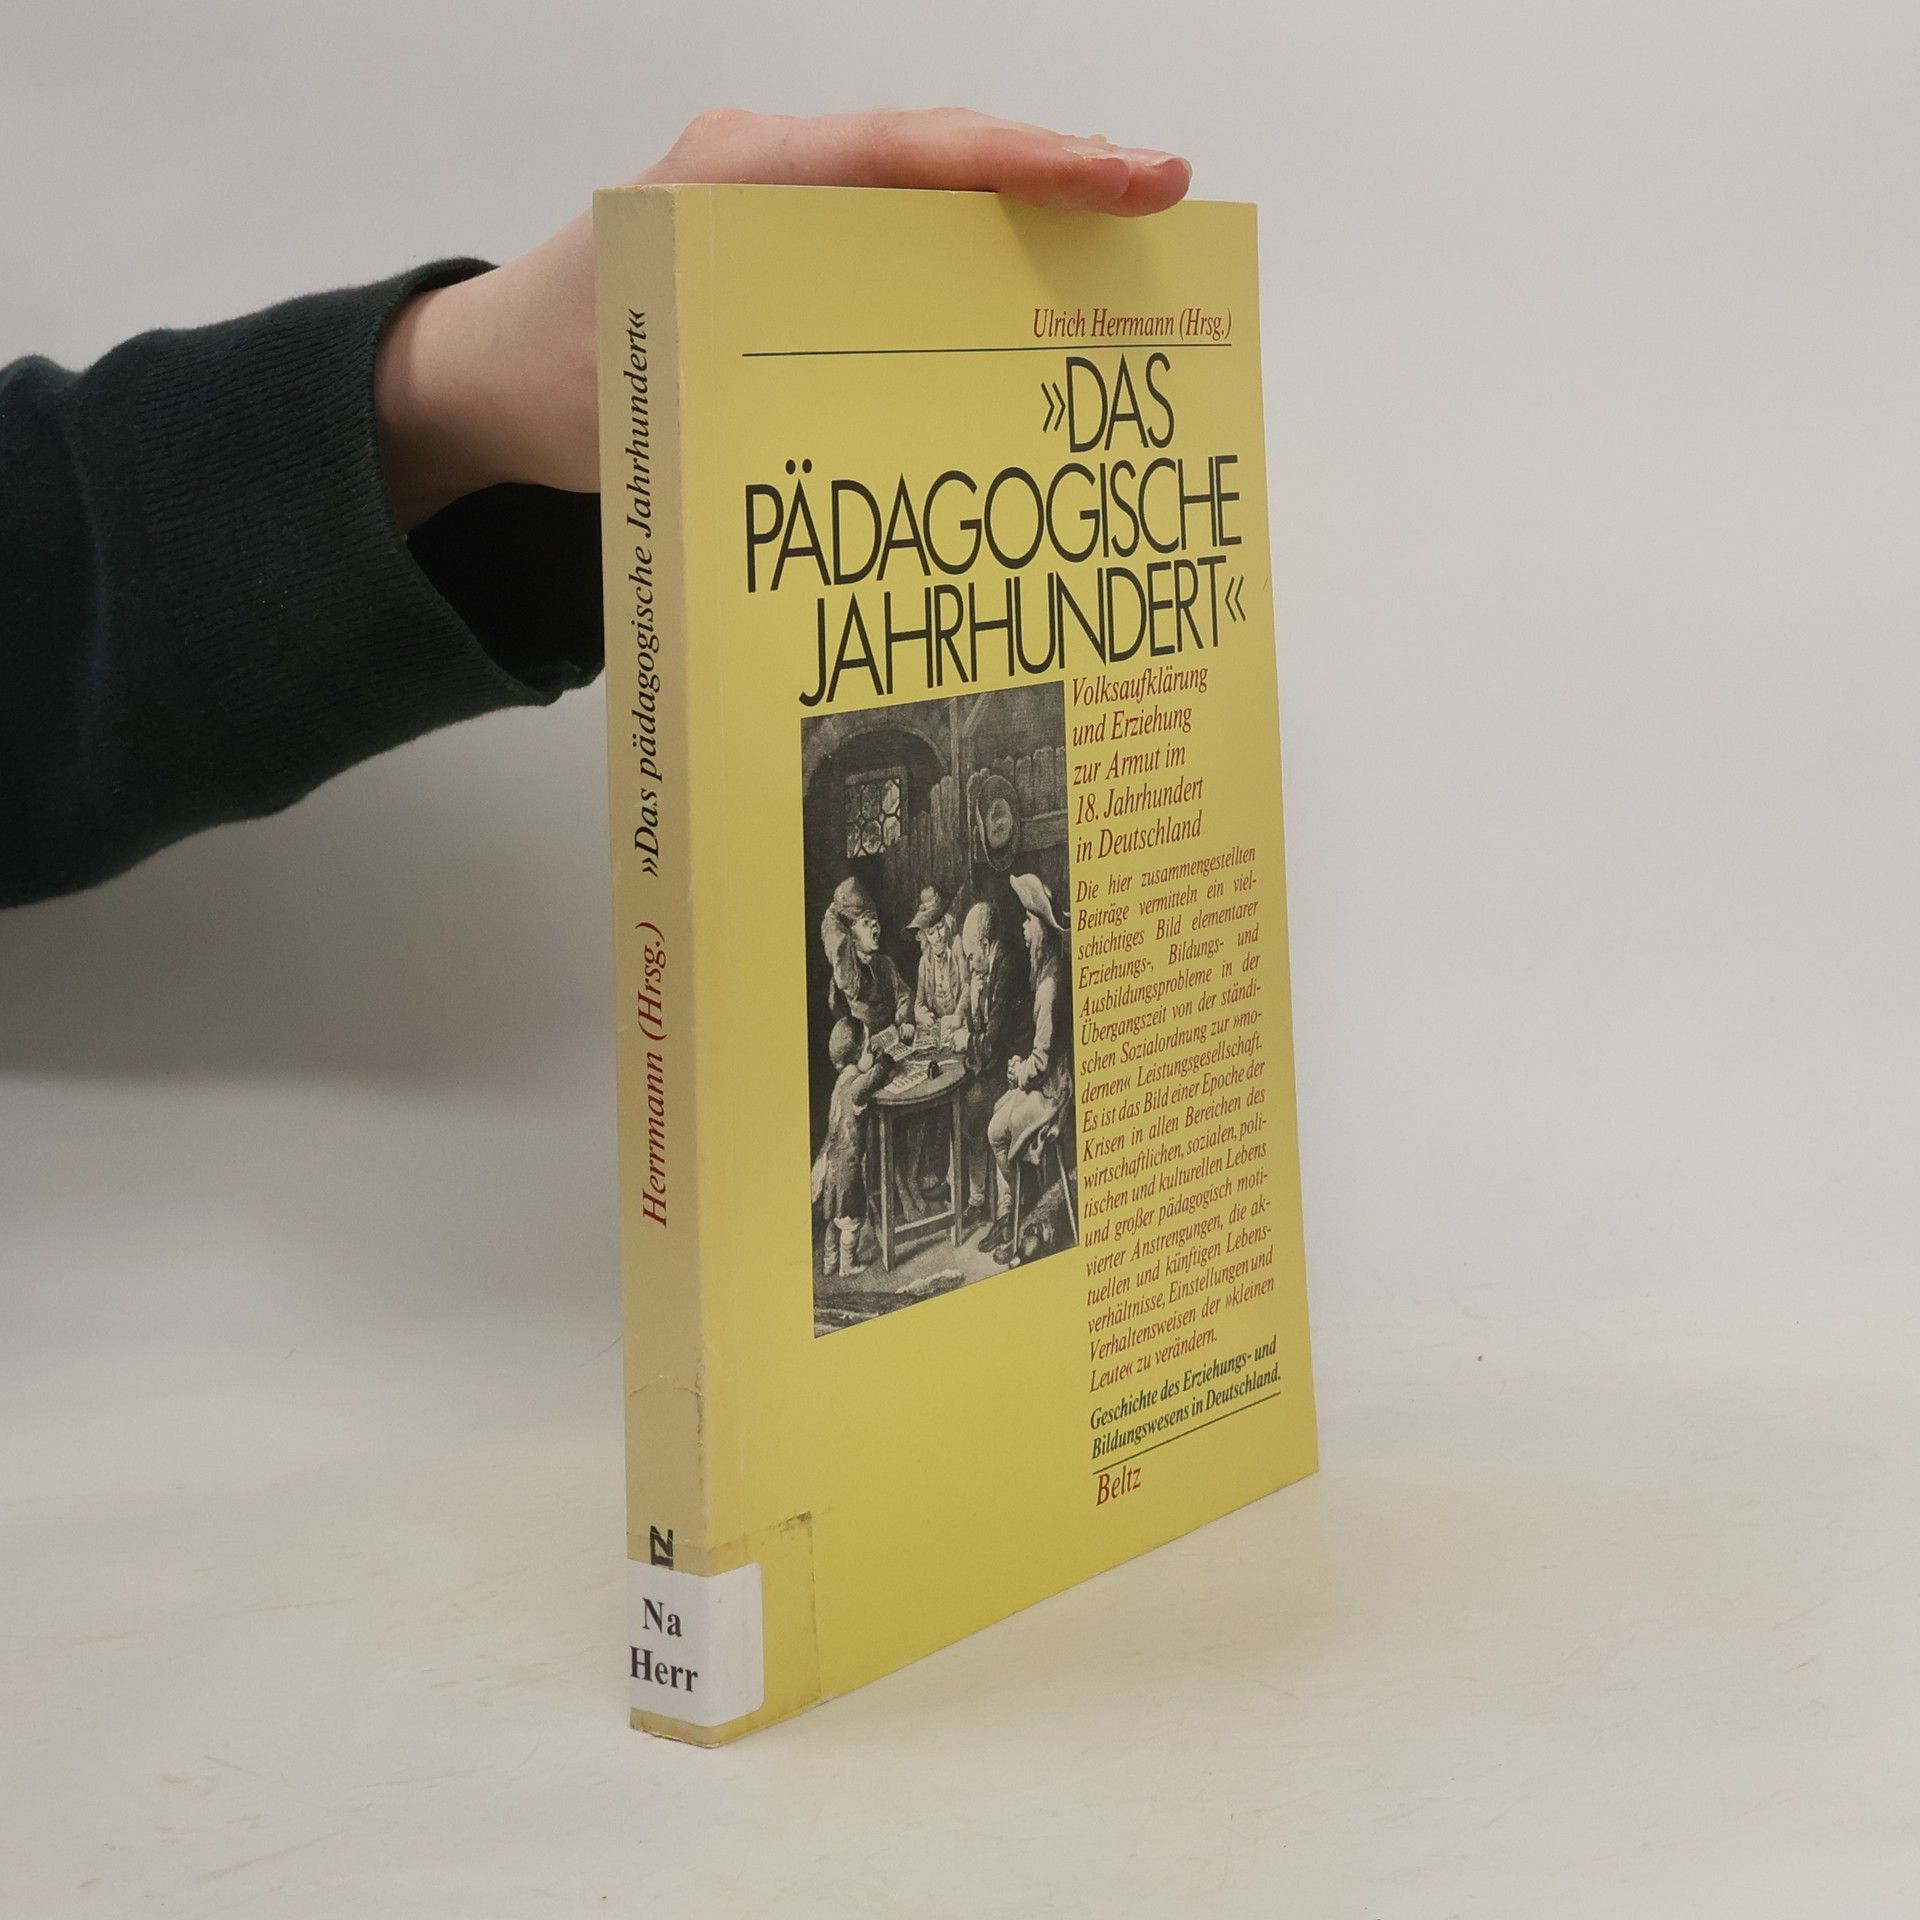 Ulrich Herrmann (Hrsg.)
»DAS
PÄDAGOGISCHE
JAHRHUNDERT«
Volksaufklärung
und Erziehung
zur Armut im
18. Jahrhundert
in Deutschland
Die hier zusammengestellten
Beiträge vermitteln ein viel-
schichtiges Bild elementarer
Erziehungs-, Bildungs- und
Ausbildungsprobleme in der
Übergangszeit von der ständi-
schen Sozialordnung zur »mo-
dernen« Leistungsgesellschaft.
Es ist das Bild einer Epoche der
Krisen in allen Bereichen des
wirtschaftlichen, sozialen, poli-
tischen und kulturellen Lebens
und großer pädagogisch moti-
vierter Anstrengungen, die ak-
tuellen und künftigen Lebens-
verhältnisse, Einstellungen und
Verhaltensweisen der »kleinen
Leute« zu verändern.
Geschichte des Erziehungs- und
Bildungswesens in Deutschland.
Beltz
Herrmann (Hrsg.) »Das pädagogische Jahrhundert«
TZ
Na
Herr